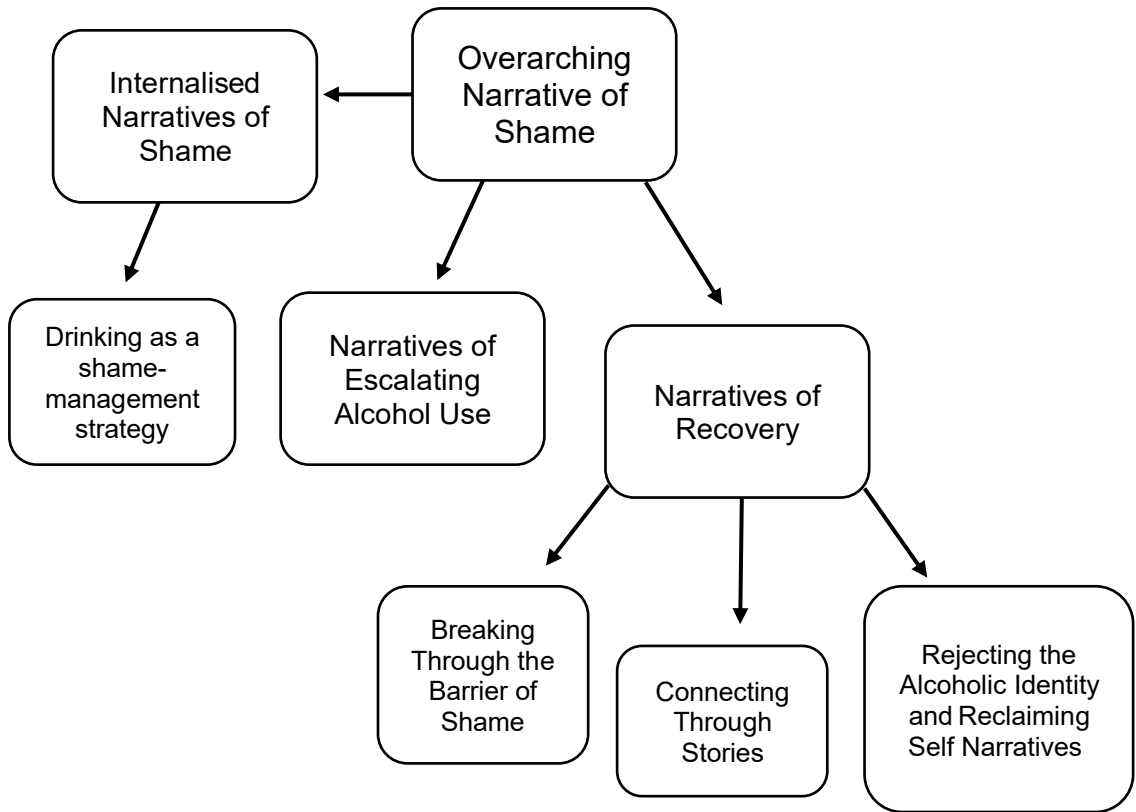 Internalised
Narratives of
Shame
Overarching
Narrative of
Shame
Drinking as a
shame-
management
strategy
Narratives of
Escalating
Alcohol Use
Narratives of
Recovery
Breaking
Through the
Barrier of
Shame
Connecting
Through
Stories
Rejecting the
Alcoholic Identity
and Reclaiming
Self Narratives